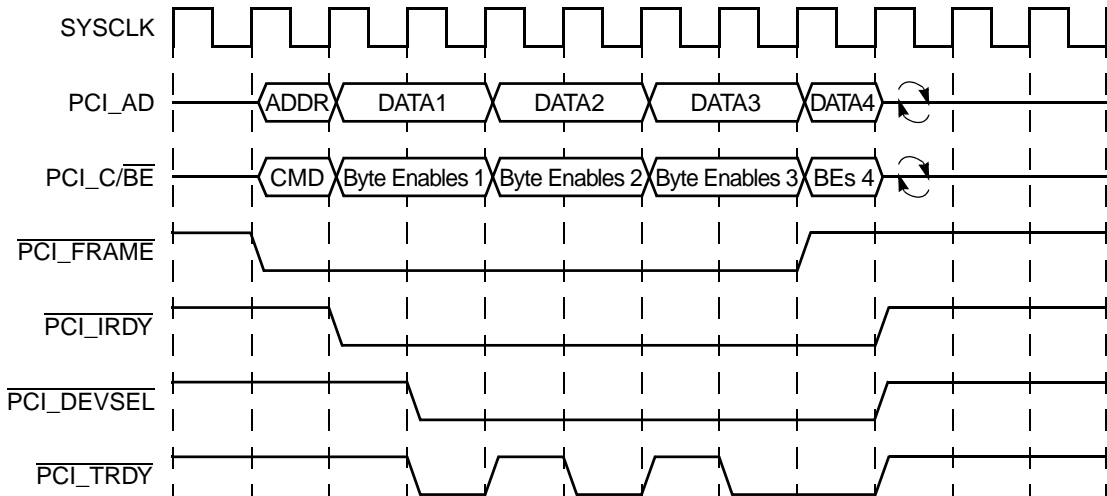 SYSCLK
PCI_AD ADDR DATA1 DATA2 DATA3 DATA4
PCI_C/BE CMD Byte Enables 1 Byte Enables 2 Byte Enables 3 BEs 4
PCI_FRAME
PCI_IRDY
PCI_DEVSEL
PCI_TRDY